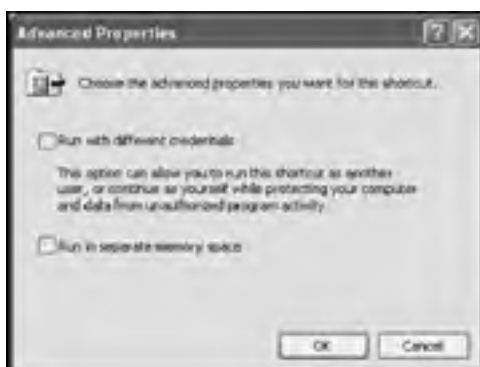 Advanced Properties
Choose the advanced properties you want for this shortcut.
Run with different credentials
This option can allow you to run this shortcut as another
user, or continue as yourself while protecting your computer
and data from unauthorized program activity.
Run in separate memory space
OK Cancel